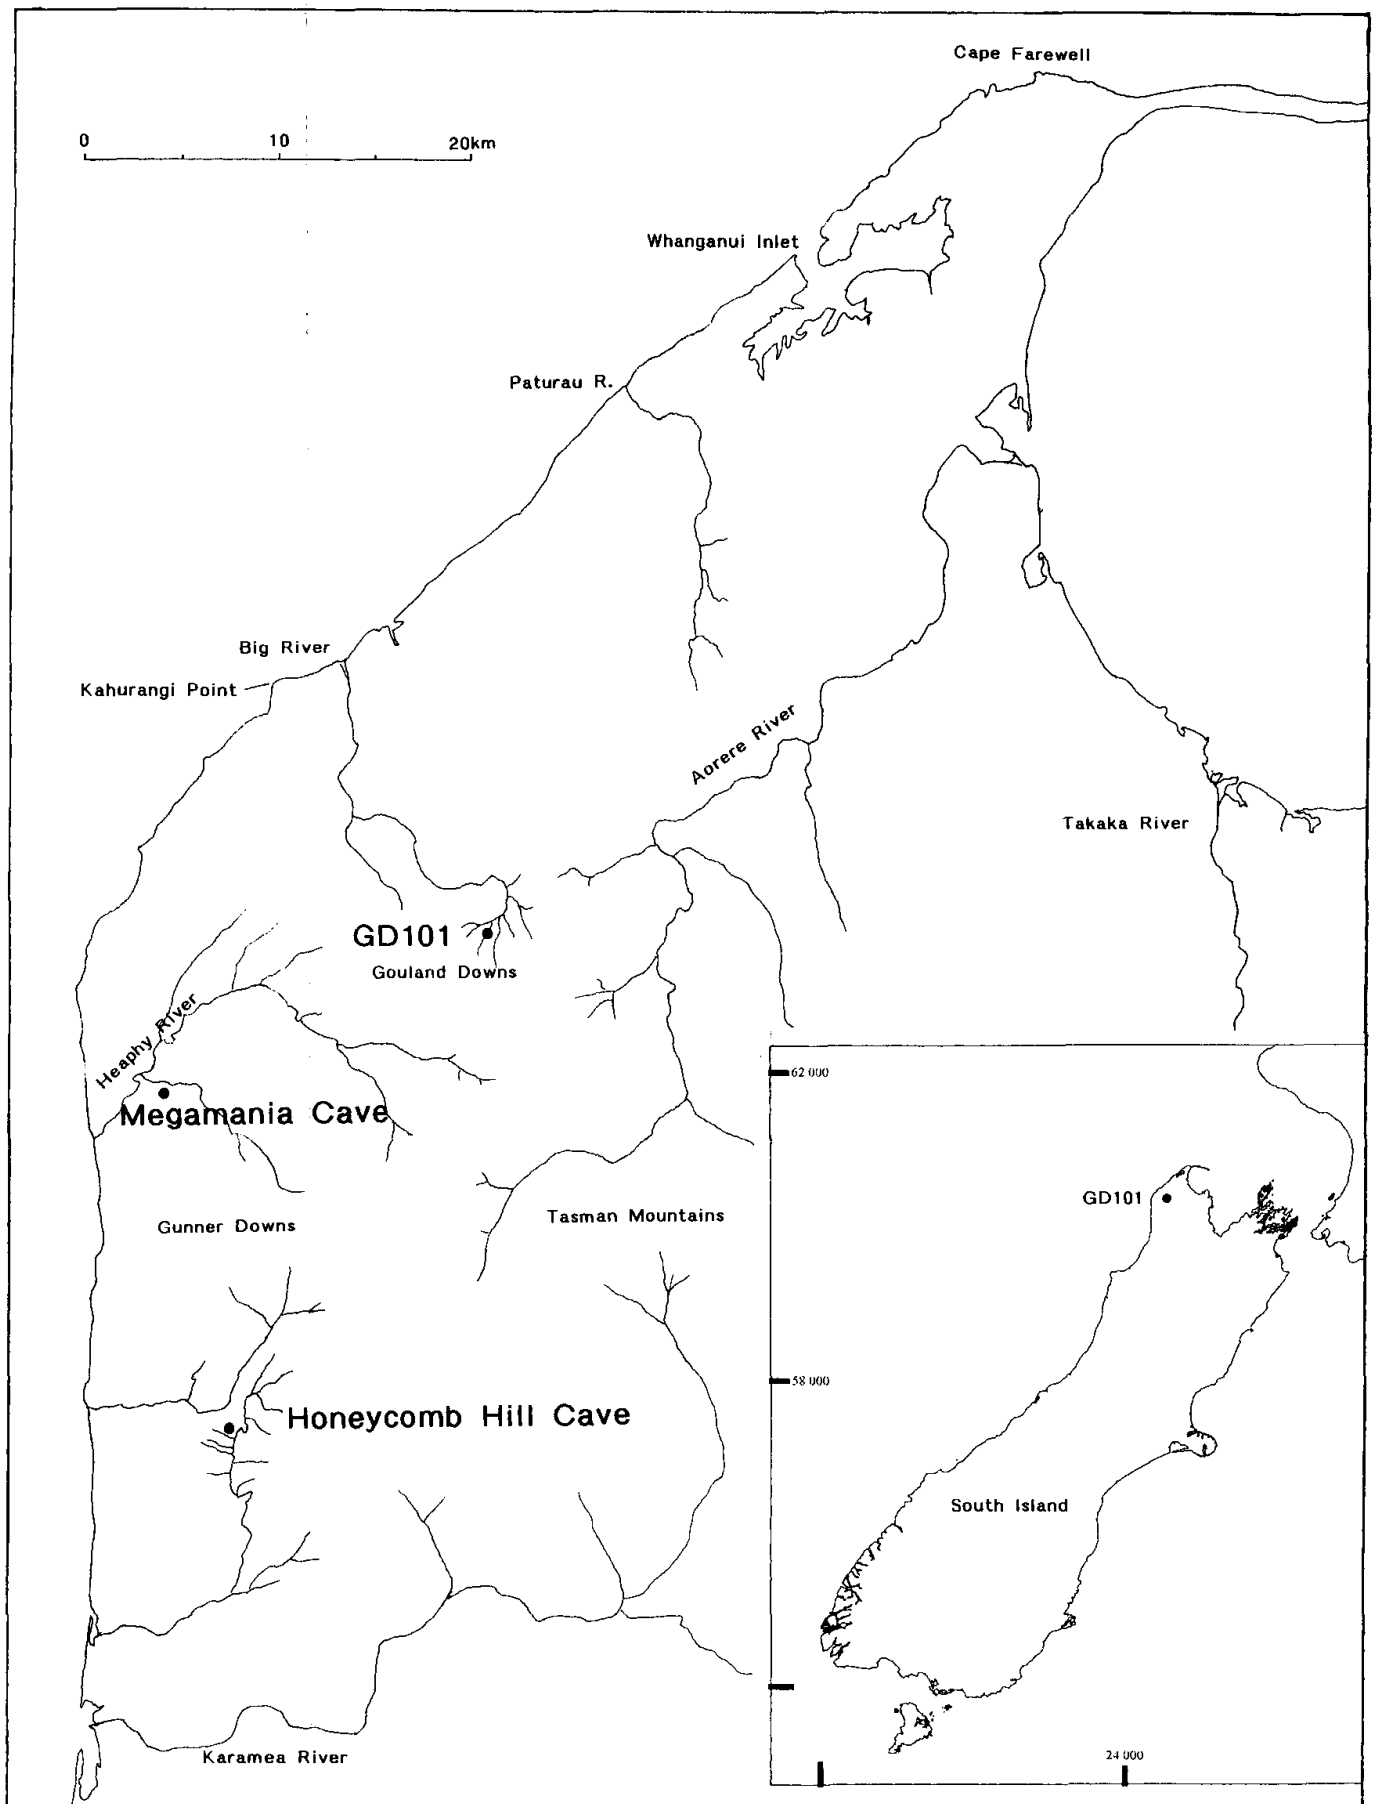 Cape Farewell
0 10 20km
Whanganui Inlet
Paturau R.
Big River
Kahurangi Point
Aorere River
Takaka River
GD101
Gouland Downs
Heaphy River
Megamania Cave
62 000
GD101
Gunner Downs
Tasman Mountains
58 000
Honeycomb Hill Cave
South Island
Karamea River
24 000